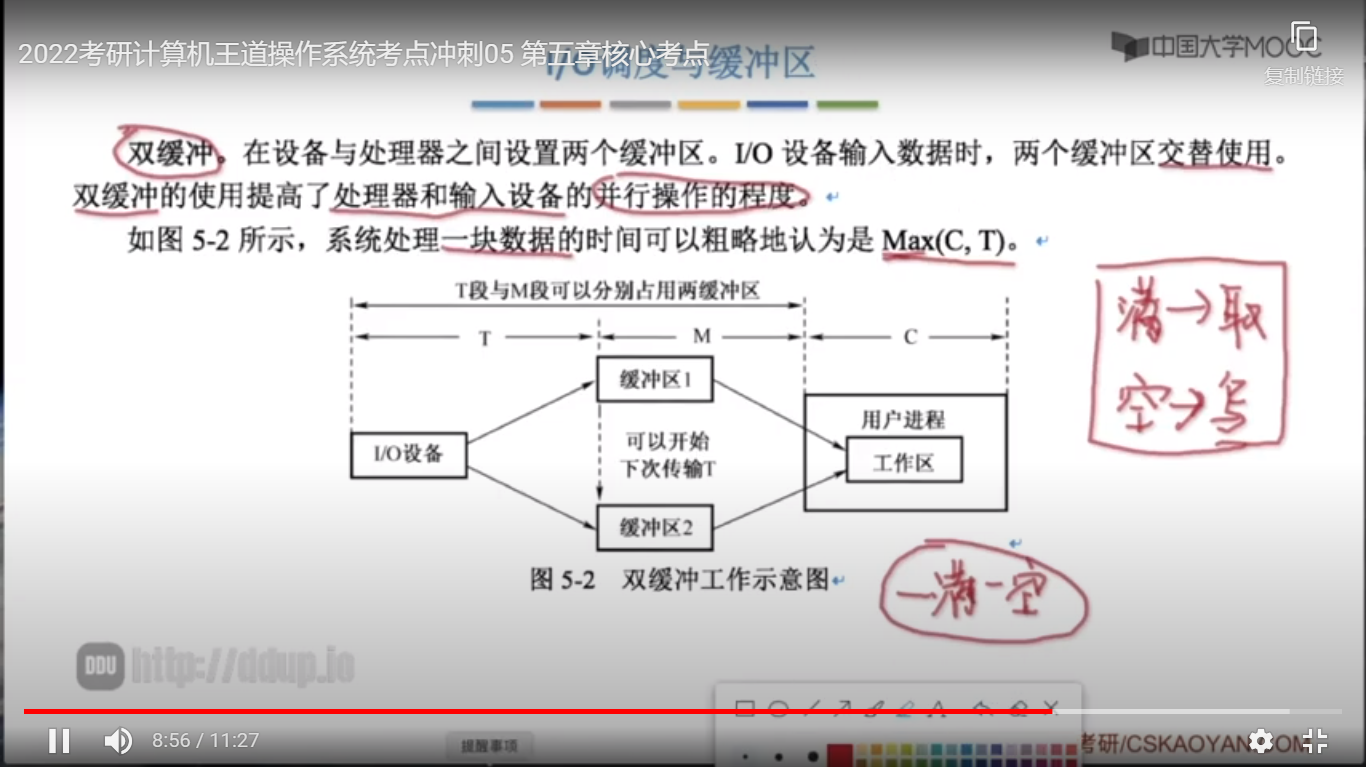 2022考研计算机王道操作系统考点冲刺05 第五章核心考点
I/O调度与缓冲区
中国大学MOOC
复制链接
双缓冲。在设备与处理器之间设置两个缓冲区。I/O 设备输入数据时，两个缓冲区交替使用。
双缓冲的使用提高了处理器和输入设备的并行操作的程度。
如图 5-2 所示，系统处理一块数据的时间可以粗略地认为是 Max(C, T)。
T段与M段可以分别占用两缓冲区
T
M
C
缓冲区1
用户进程
I/O设备
可以开始
下次传输T
工作区
缓冲区2
图 5-2 双缓冲工作示意图
满→取
空→写
一满一空
DDU http://ddup.io
8:56 / 11:27
提醒事项
考研/CSKAOYAN.COM